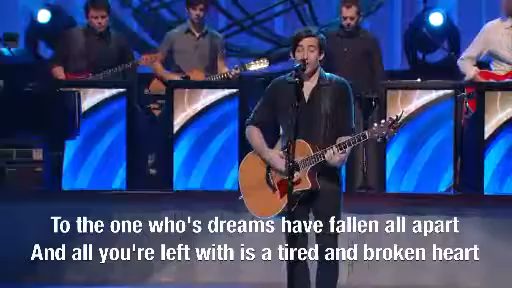 To the one who's dreams have fallen all apart
And all you're left with is a tired and broken heart